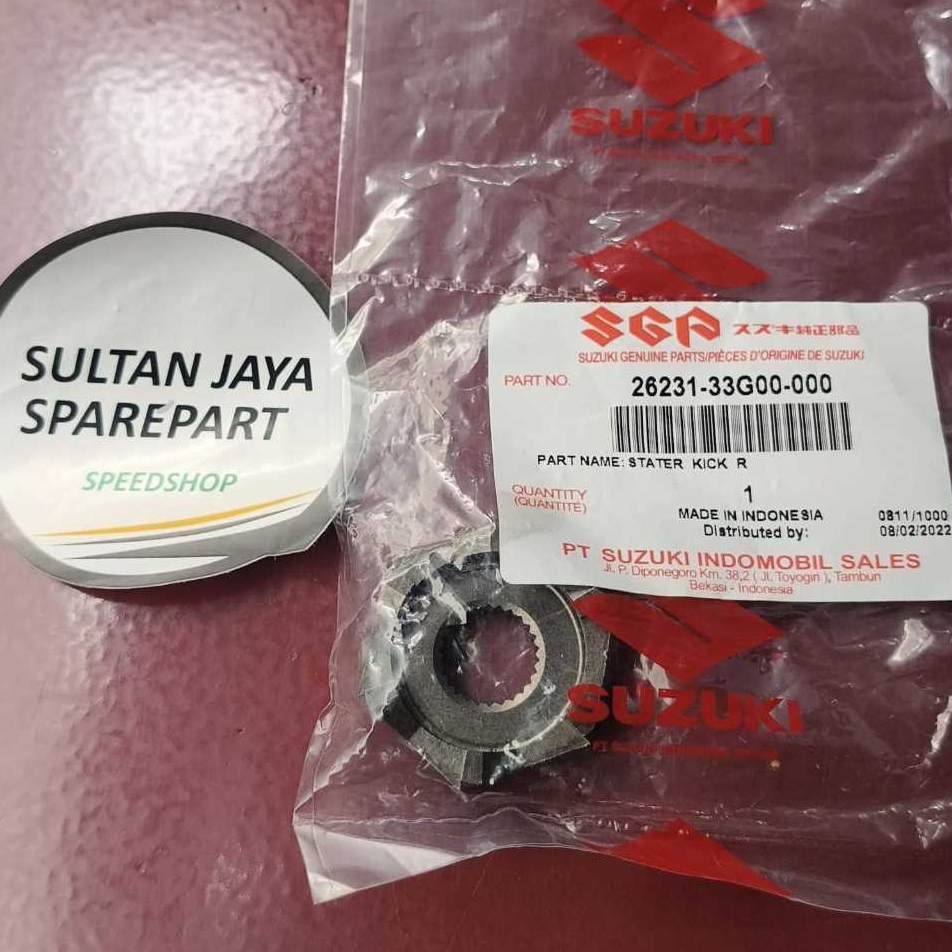 SUZUKI
SULTAN JAYA
SPAREPART
SPEEDSHOP
SGP スズキ純正部品
SUZUKI GENUINE PARTS/PIÈCES D'ORIGINE DE SUZUKI
PART NO. 26231-33G00-000
PART NAME: STATER KICK R
QUANTITY 1
(QUANTITÉ)
MADE IN INDONESIA 0811/1000
Distributed by: 08/02/2022
PT SUZUKI INDOMOBIL SALES
Jl. P. Diponegoro Km. 38,2 ( Jl. Toyogiri ), Tambun
Bekasi - Indonesia
SUZUKI